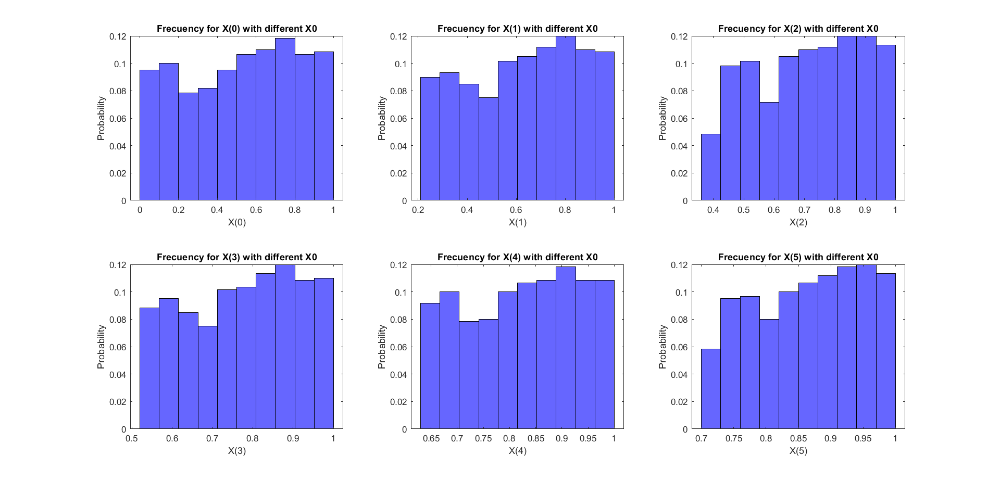 Frecuency for X(0) with different X0
0.12
0.1
0.08
0.06
0.04
0.02
0
Probability
0 0.2 0.4 0.6 0.8 1
X(0)
Frecuency for X(1) with different X0
0.12
0.1
0.08
0.06
0.04
0.02
0
Probability
0.2 0.4 0.6 0.8 1
X(1)
Frecuency for X(2) with different X0
0.12
0.1
0.08
0.06
0.04
0.02
0
Probability
0.4 0.5 0.6 0.7 0.8 0.9 1
X(2)
Frecuency for X(3) with different X0
0.12
0.1
0.08
0.06
0.04
0.02
0
Probability
0.5 0.6 0.7 0.8 0.9 1
X(3)
Frecuency for X(4) with different X0
0.12
0.1
0.08
0.06
0.04
0.02
0
Probability
0.65 0.7 0.75 0.8 0.85 0.9 0.95 1
X(4)
Frecuency for X(5) with different X0
0.12
0.1
0.08
0.06
0.04
0.02
0
Probability
0.7 0.75 0.8 0.85 0.9 0.95 1
X(5)